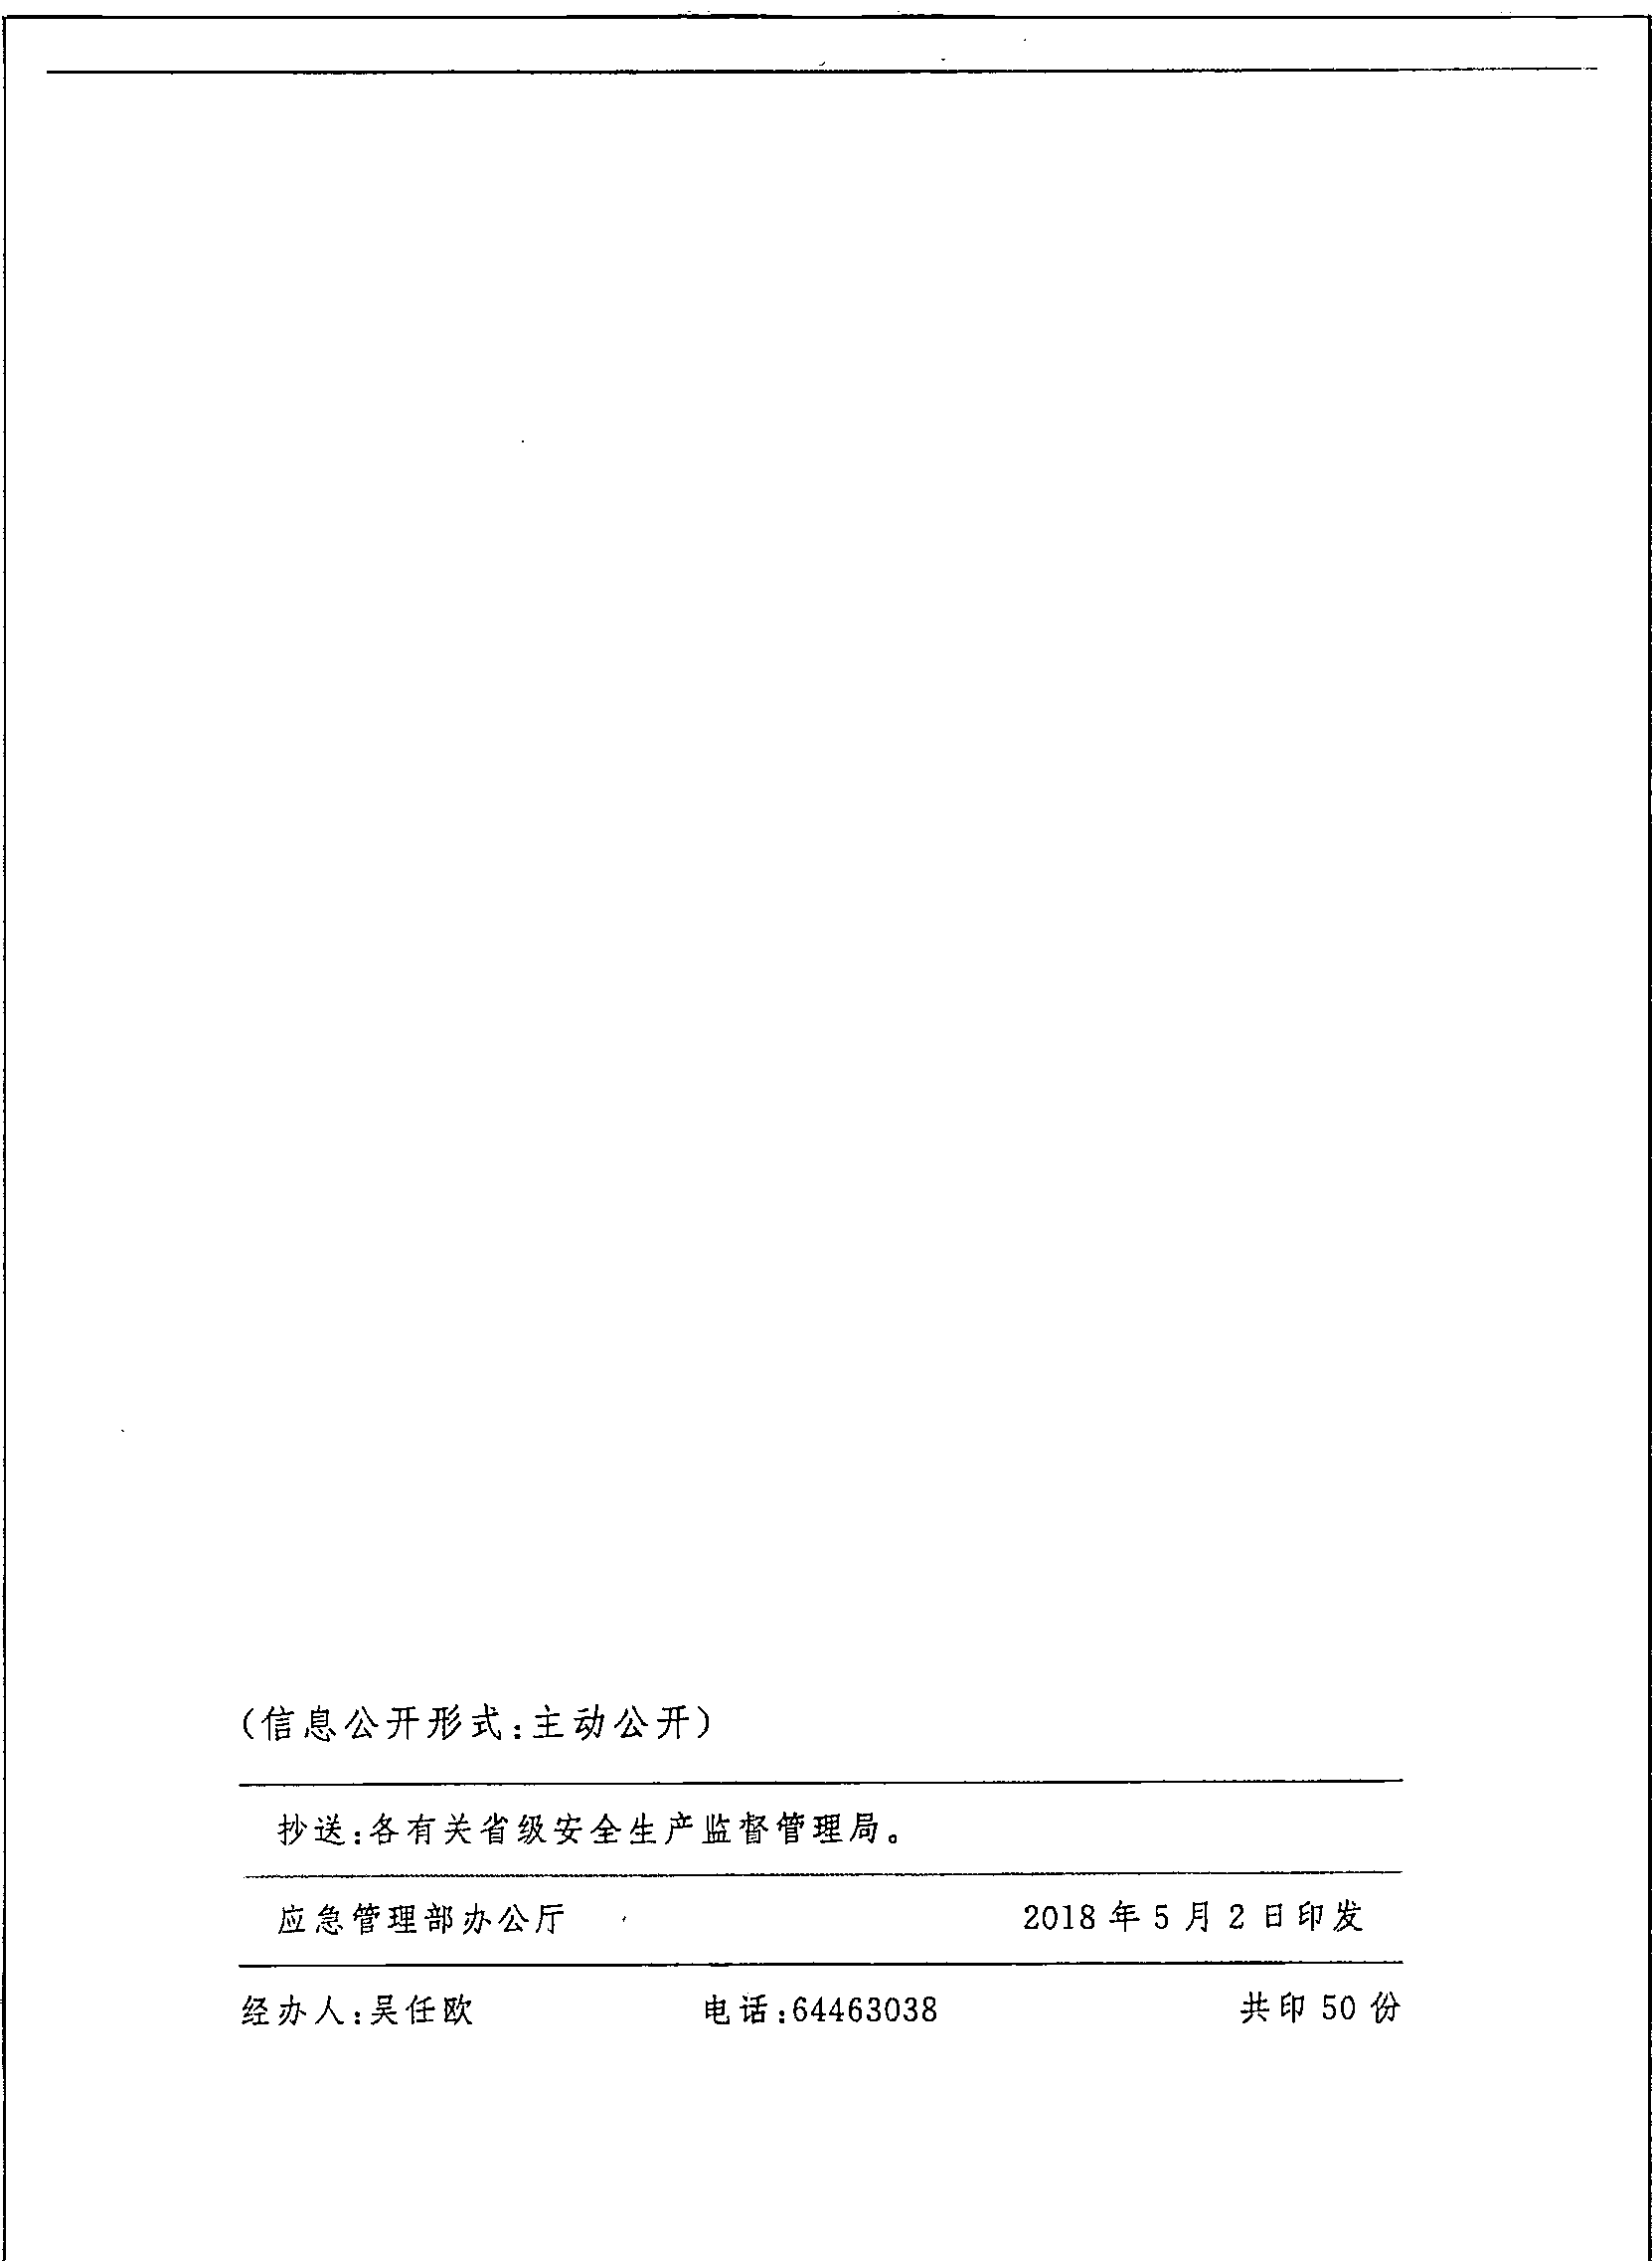 (信息公开形式:主动公开)
抄送:各有关省级安全生产监督管理局。
应急管理部办公厅 2018年5月2日印发
经办人:吴任欧 电话:64463038 共印50份